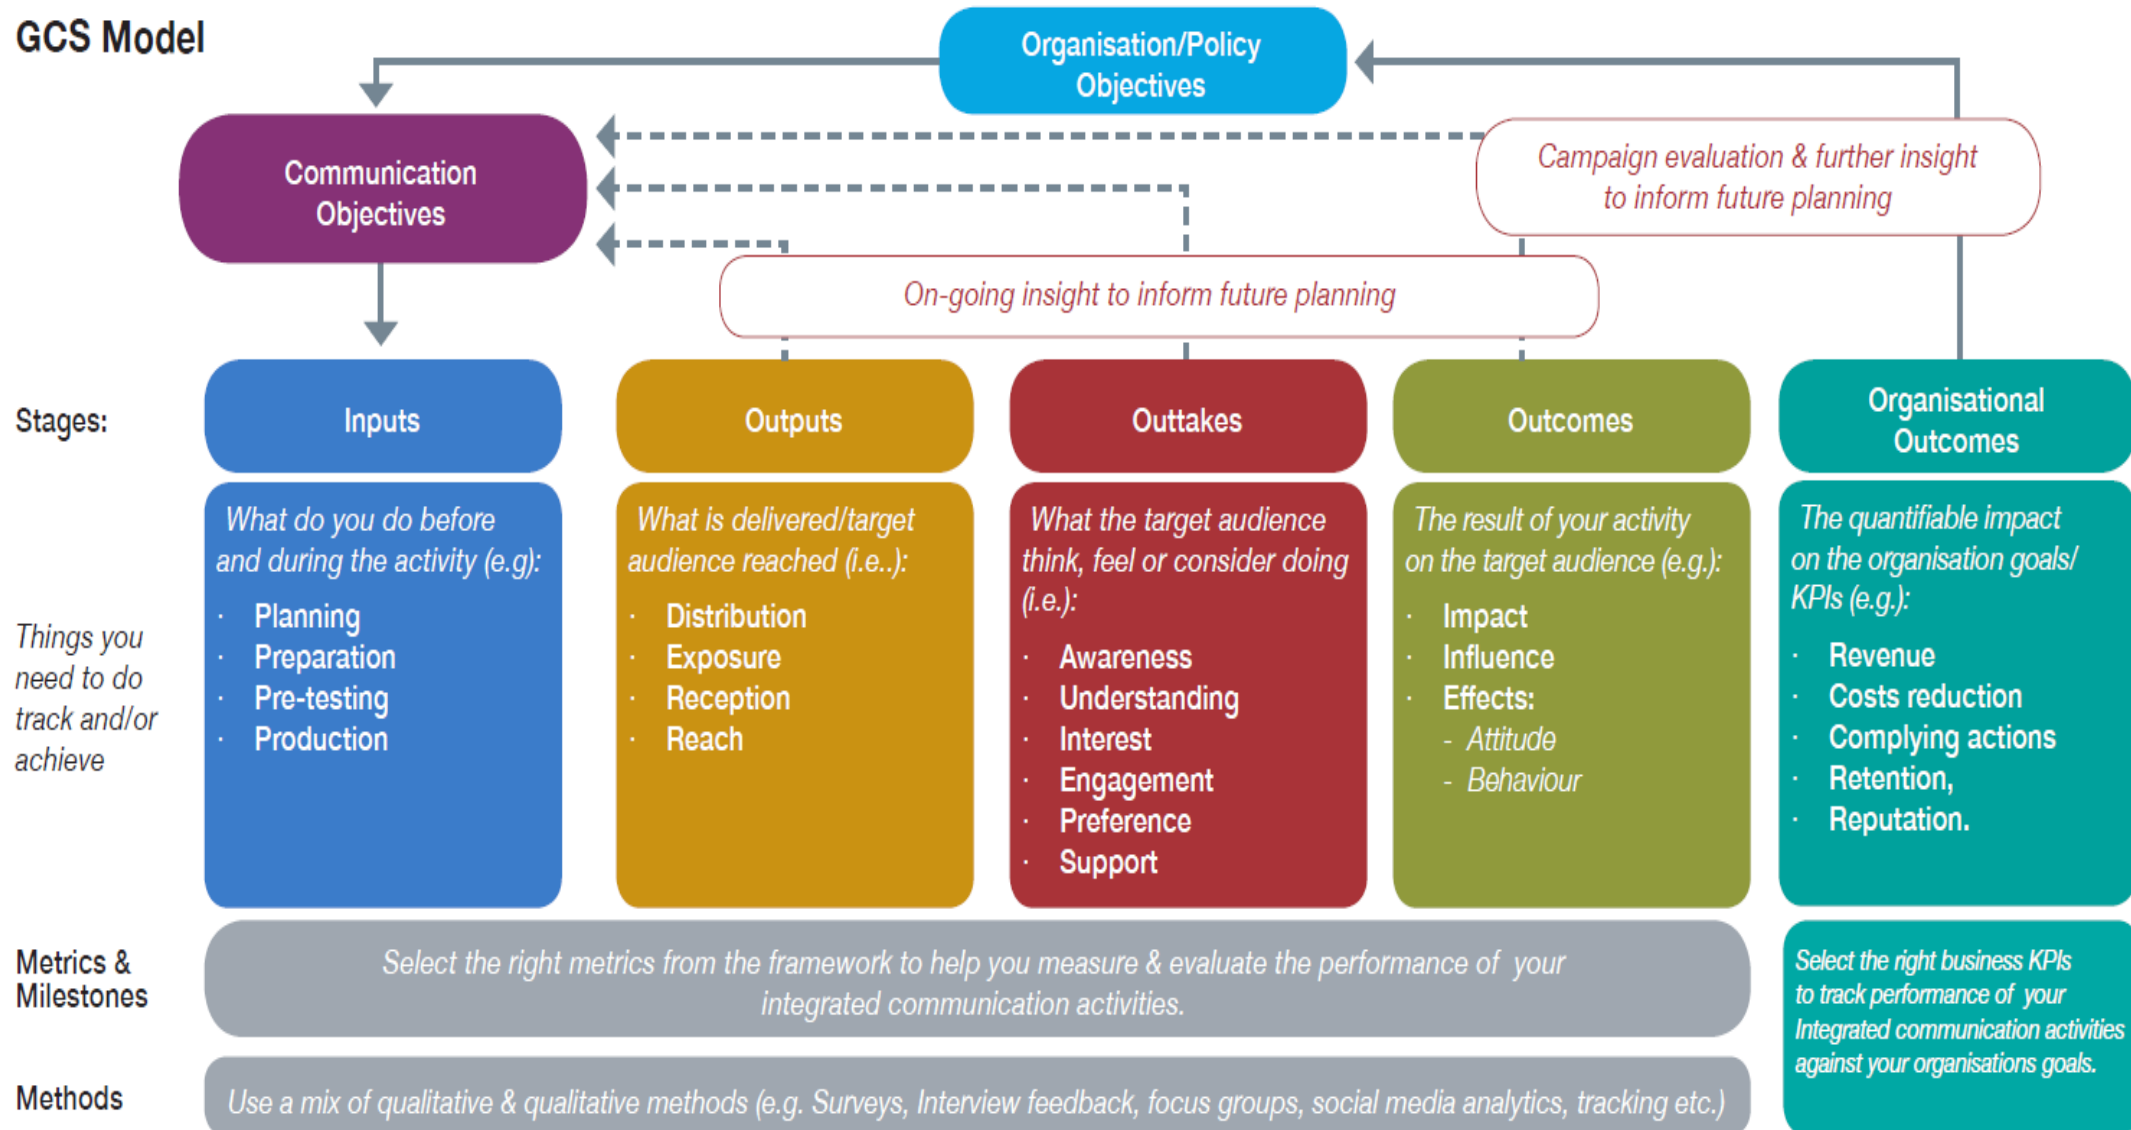 GCS Model
Organisation/Policy
Objectives
Communication
Objectives
Campaign evaluation & further insight
to inform future planning
On-going insight to inform future planning
Stages:
Inputs
Outputs
Outtakes
Outcomes
Organisational
Outcomes
Things you
need to do
track and/or
achieve
What do you do before
and during the activity (e.g):
· Planning
· Preparation
· Pre-testing
· Production
What is delivered/target
audience reached (i.e..):
· Distribution
· Exposure
· Reception
· Reach
What the target audience
think, feel or consider doing
(i.e.):
· Awareness
· Understanding
· Interest
· Engagement
· Preference
· Support
The result of your activity
on the target audience (e.g.):
· Impact
· Influence
· Effects:
- Attitude
- Behaviour
The quantifiable impact
on the organisation goals/
KPIs (e.g.):
· Revenue
· Costs reduction
· Complying actions
· Retention,
· Reputation.
Metrics &
Milestones
Select the right metrics from the framework to help you measure & evaluate the performance of your
integrated communication activities.
Select the right business KPIs
to track performance of your
Integrated communication activities
against your organisations goals.
Methods
Use a mix of qualitative & qualitative methods (e.g. Surveys, Interview feedback, focus groups, social media analytics, tracking etc.)